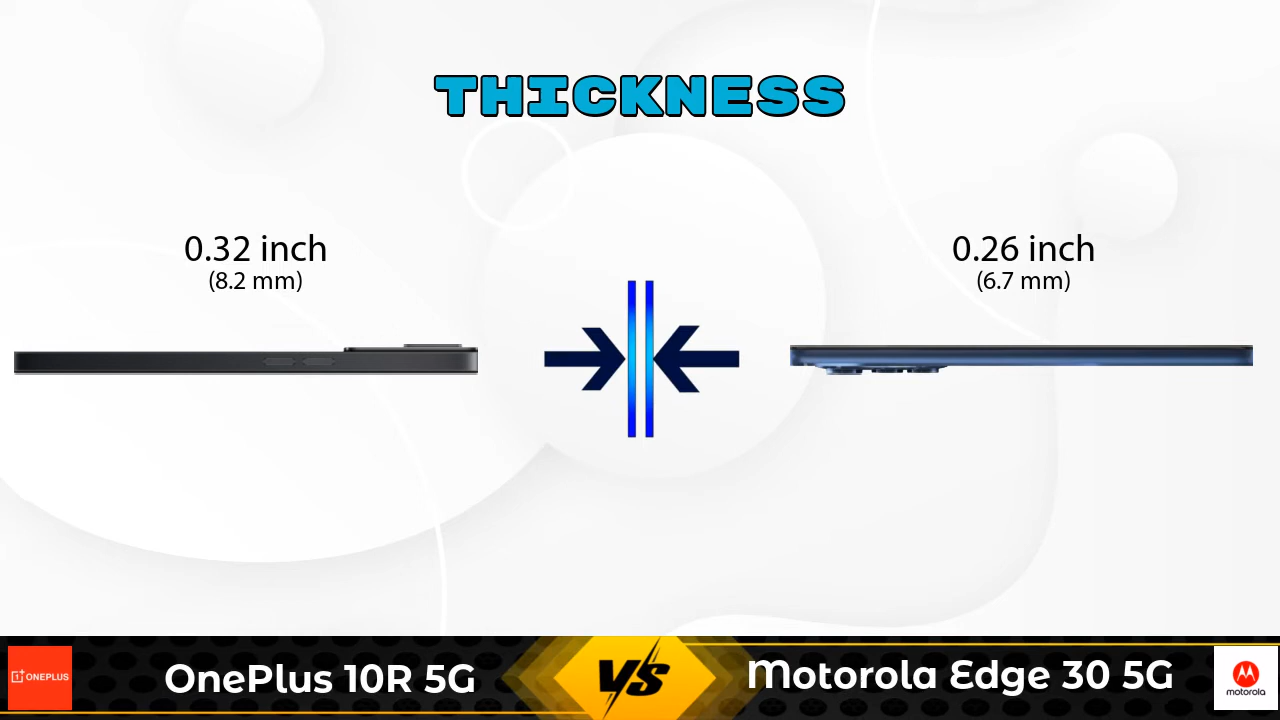 THICKNESS
0.32 inch
(8.2 mm)
0.26 inch
(6.7 mm)
ONEPLUS
OnePlus 10R 5G
VS
Motorola Edge 30 5G
motorola